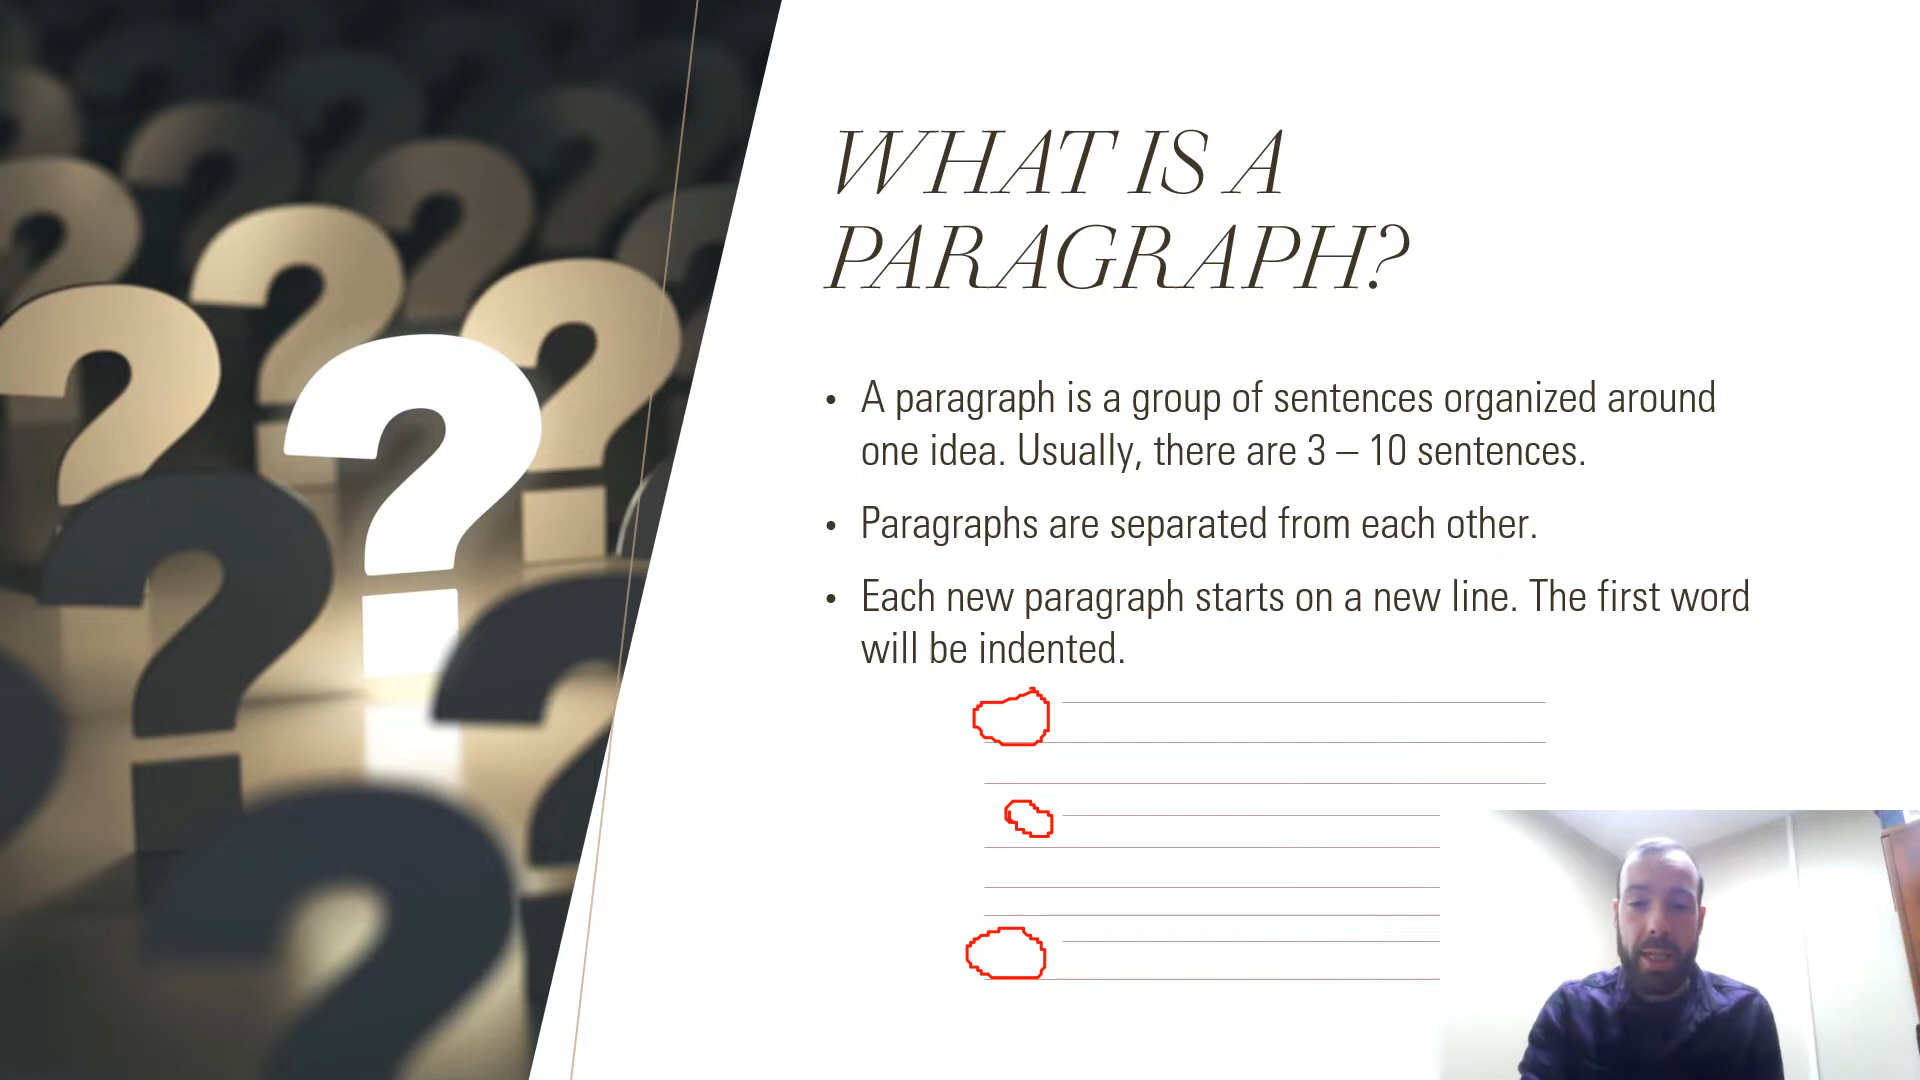 WHAT IS A
PARAGRAPH?
• A paragraph is a group of sentences organized around
one idea. Usually, there are 3 – 10 sentences.
• Paragraphs are separated from each other.
• Each new paragraph starts on a new line. The first word
will be indented.